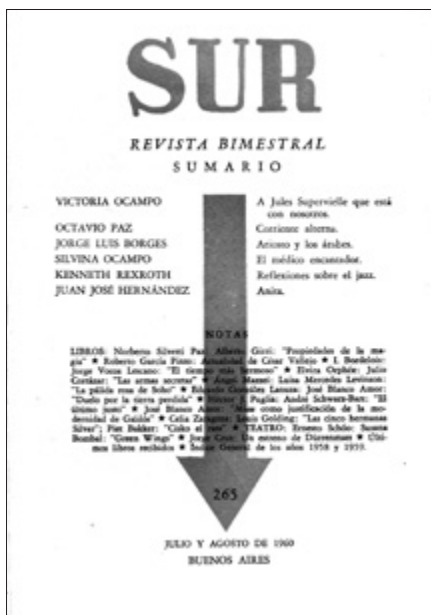 SUR
REVISTA BIMESTRAL
SUMARIO
VICTORIA OCAMPO A Jules Supervielle que está
con nosotros.
OCTAVIO PAZ Corriente alterna.
JORGE LUIS BORGES Ariosto y los árabes.
SILVINA OCAMPO El médico encantador.
KENNETH REXROTH Reflexiones sobre el jazz.
JUAN JOSÉ HERNÁNDEZ Anita.
NOTAS
LIBROS: Norberto Silvetti Paz: Alberto Girri: "Propiedades de la ma-
gia" ★ Roberto García Pinto: Actualidad de César Vallejo ★ I. Bordelois:
Jorge Vocos Lescano: "El tiempo más hermoso" ★ Elvira Orphée: Julio
Cortázar: "Las armas secretas" ★ Ángel Mazzei: Luisa Mercedes Levinson:
"La pálida rosa de Soho" ★ Eduardo González Lanuza: José Blanco Amor:
"Duelo por la tierra perdida" ★ Héctor J. Puglia: André Schwarz-Bart: "El
último justo" ★ José Blanco Amor: como justificación de la mo-
dernidad de Galdós" ★ Celia Zaragoza: Louis Golding: "Las cinco hermanas
Silver"; Piet Bakker: "Cisko el rata" ★ TEATRO: Ernesto Schóo: Susana
Bombal: "Green Wings" ★ Jorge Cruz: Un estreno de Dürrenmatt ★ Últi-
mos libros recibidos ★ Índice General de los años 1958 y 1959.
265
JULIO Y AGOSTO DE 1960
BUENOS AIRES